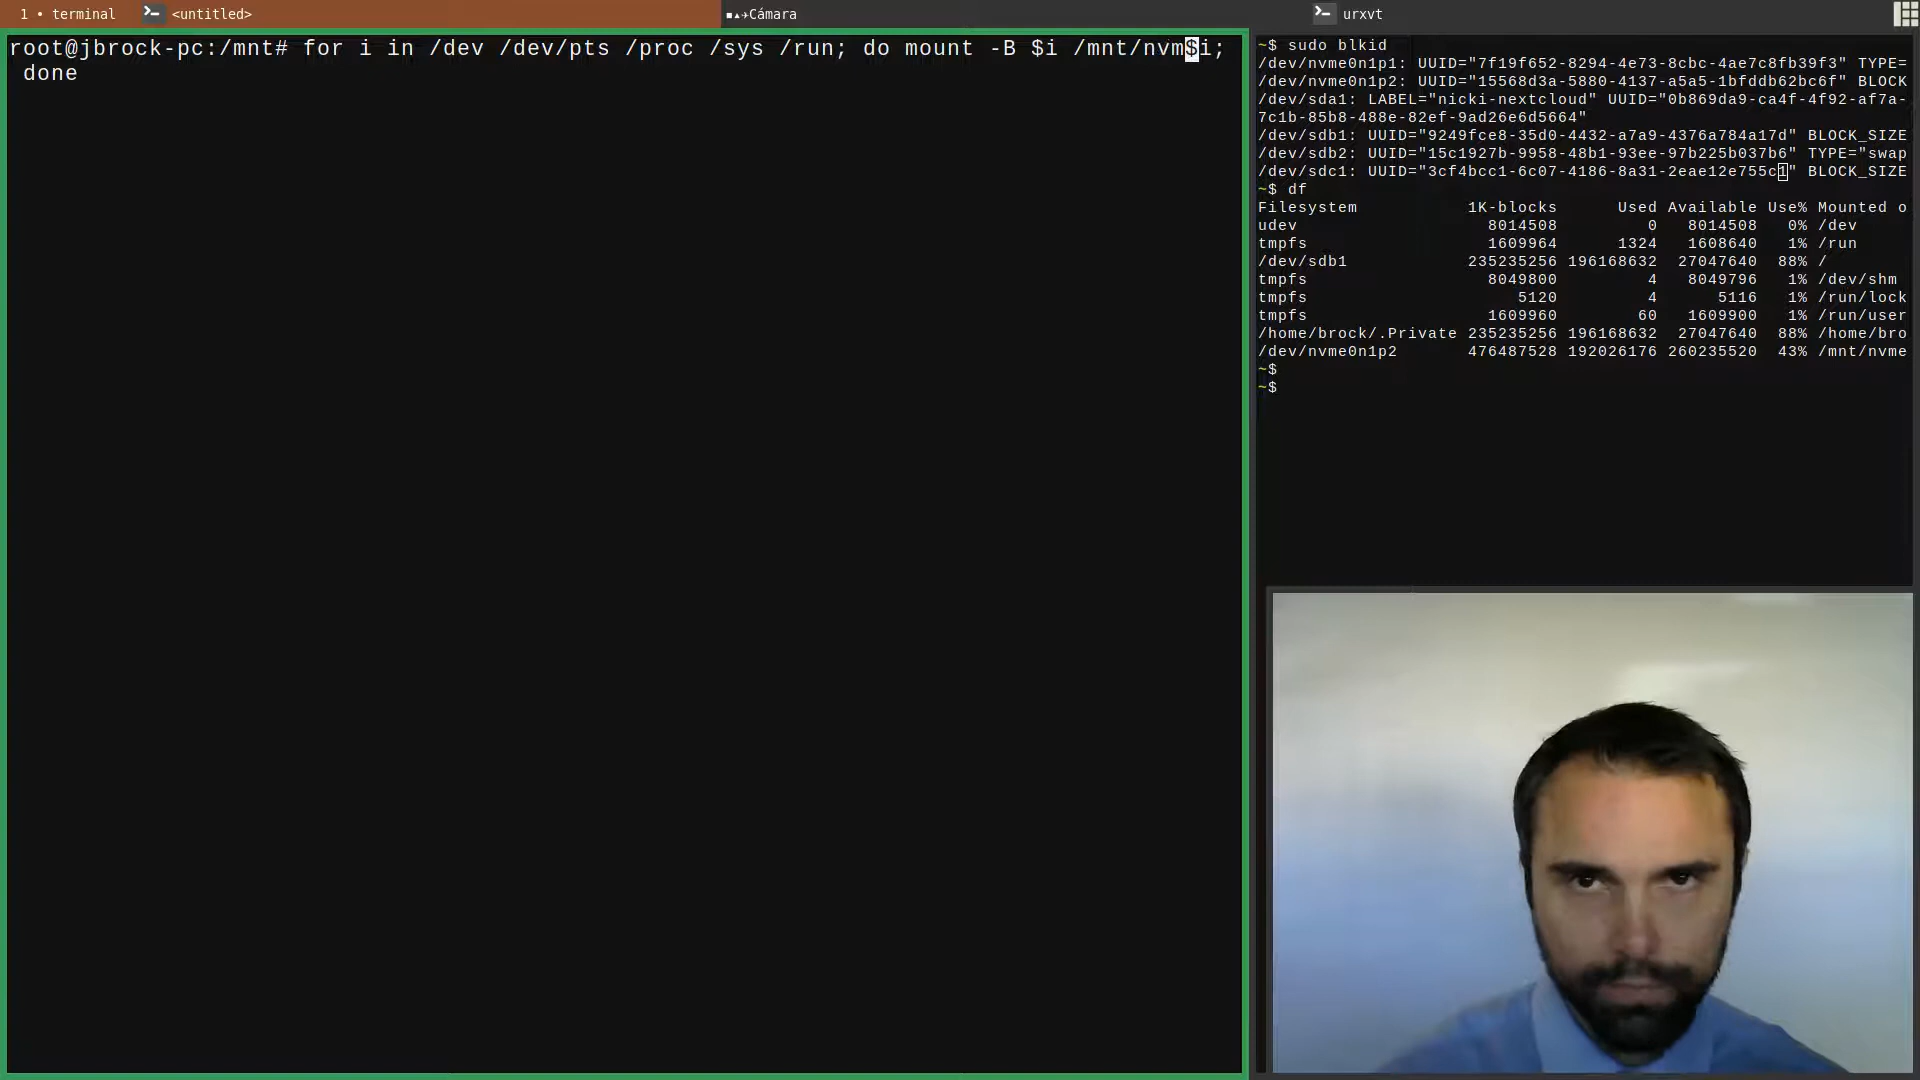 1 • terminal
<untitled>
Cámara
urxvt
root@jbrock-pc:/mnt# for i in /dev /dev/pts /proc /sys /run; do mount -B $i /mnt/nvm$i;
done
~$ sudo blkid
/dev/nvme0n1p1: UUID="7f19f652-8294-4e73-8cbc-4ae7c8fb39f3" TYPE=
/dev/nvme0n1p2: UUID="15568d3a-5880-4137-a5a5-1bfddb62bc6f" BLOCK
/dev/sda1: LABEL="nicki-nextcloud" UUID="0b869da9-ca4f-4f92-af7a-
7c1b-85b8-488e-82ef-9ad26e6d5664"
/dev/sdb1: UUID="9249fce8-35d0-4432-a7a9-4376a784a17d" BLOCK_SIZE
/dev/sdb2: UUID="15c1927b-9958-48b1-93ee-97b225b037b6" TYPE="swap
/dev/sdc1: UUID="3cf4bcc1-6c07-4186-8a31-2eae12e755c1" BLOCK_SIZE
~$ df
Filesystem 1K-blocks Used Available Use% Mounted o
udev 8014508 0 8014508 0% /dev
tmpfs 1609964 1324 1608640 1% /run
/dev/sdb1 235235256 196168632 27047640 88% /
tmpfs 8049800 4 8049796 1% /dev/shm
tmpfs 5120 4 5116 1% /run/lock
tmpfs 1609960 60 1609900 1% /run/user
/home/brock/.Private 235235256 196168632 27047640 88% /home/bro
/dev/nvme0n1p2 476487528 192026176 260235520 43% /mnt/nvme
~$
~$